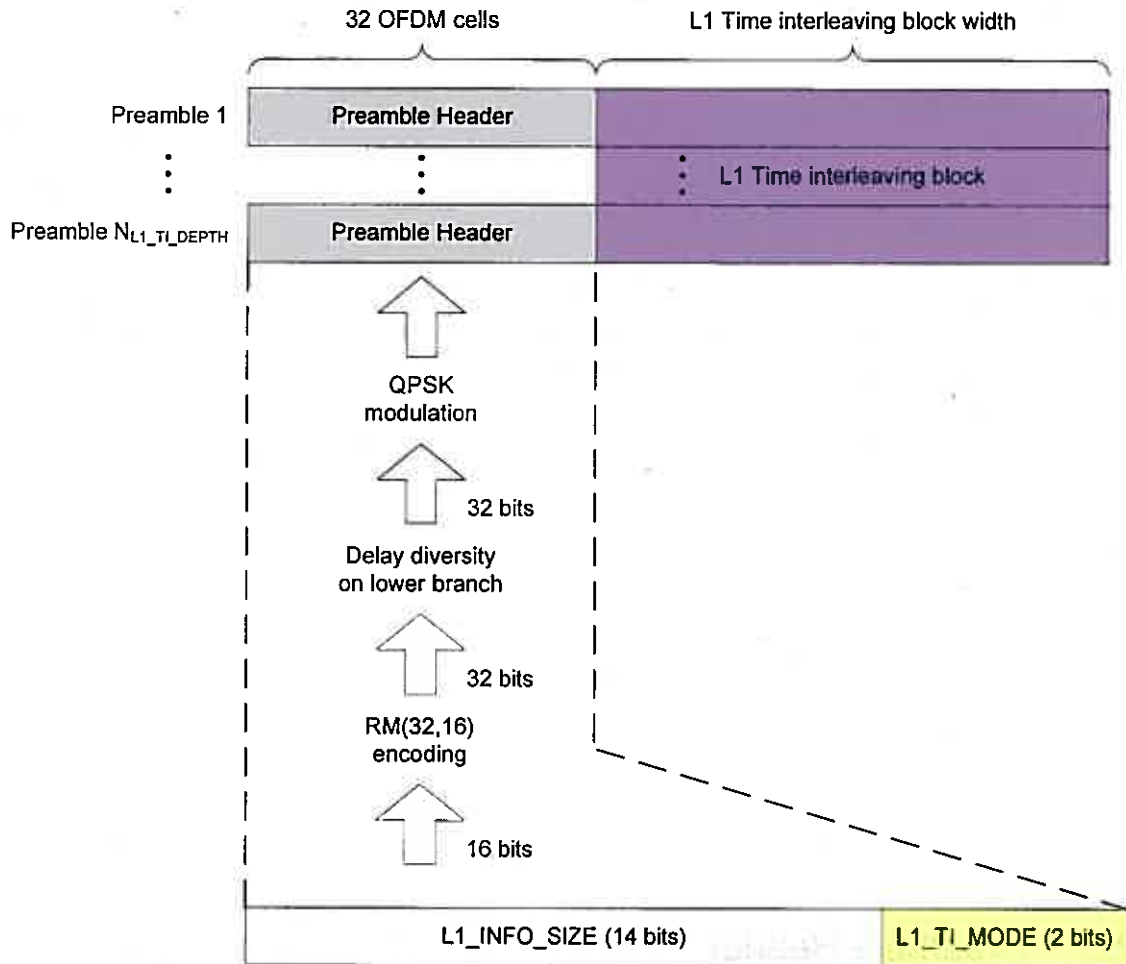 32 OFDM cells
L1 Time interleaving block width
Preamble 1
Preamble Header
L1 Time interleaving block
Preamble N_L1_TI_DEPTH
Preamble Header
QPSK
modulation
32 bits
Delay diversity
on lower branch
32 bits
RM(32,16)
encoding
16 bits
L1_INFO_SIZE (14 bits)
L1_TI_MODE (2 bits)